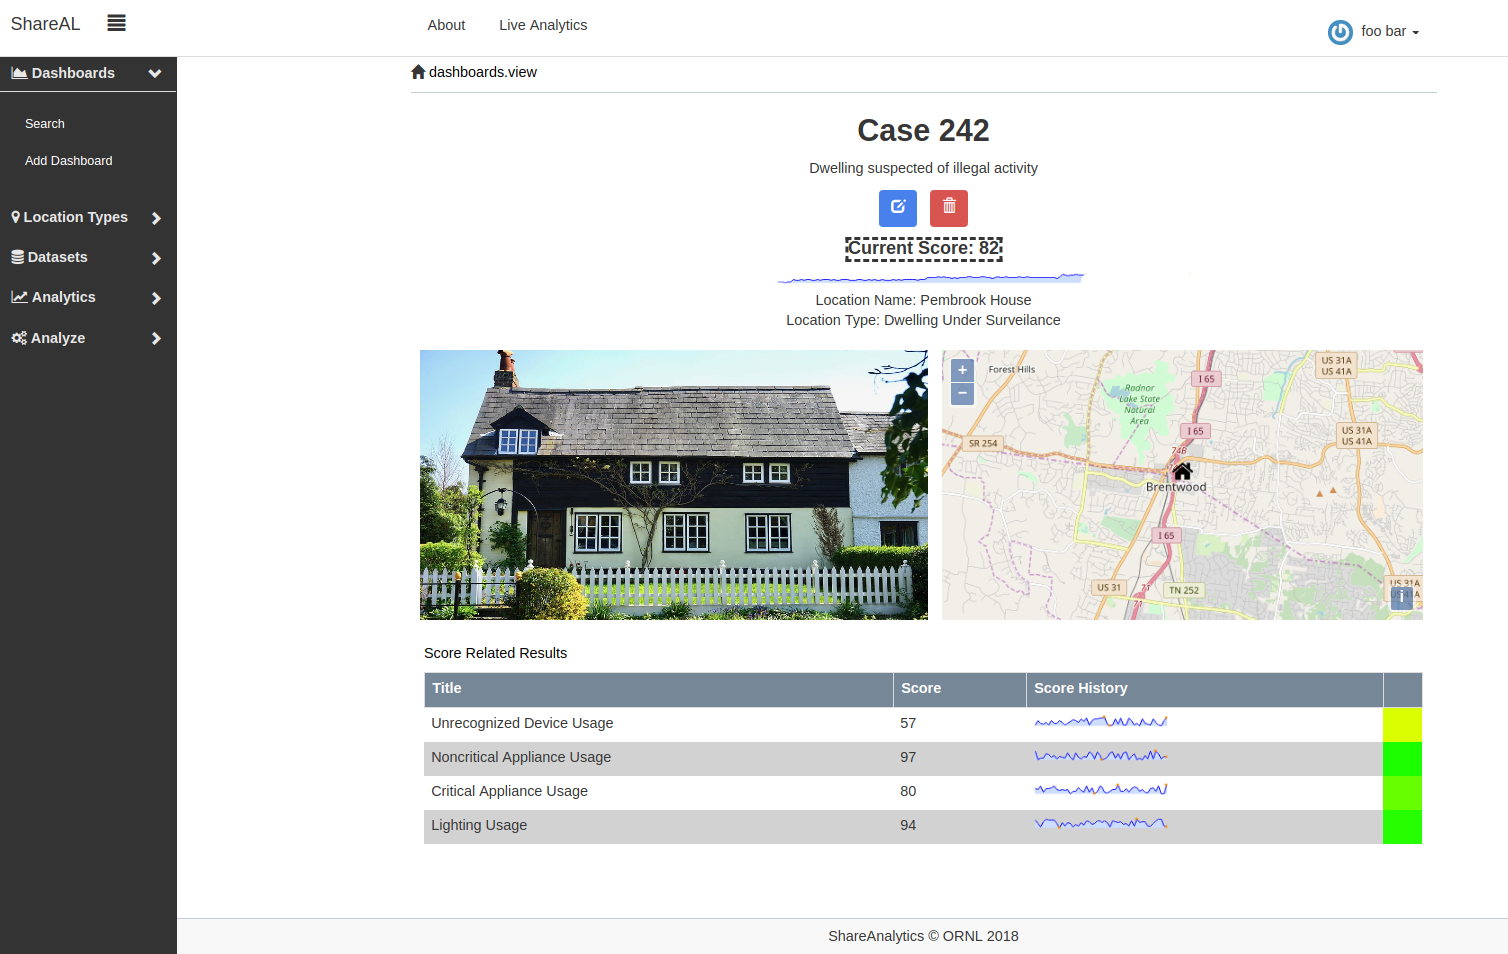 ShareAL
About
Live Analytics
foo bar
Dashboards
Search
Add Dashboard
Location Types
Datasets
Analytics
Analyze
dashboards.view
Case 242
Dwelling suspected of illegal activity
Current Score: 82
Location Name: Pembrook House
Location Type: Dwelling Under Surveilance
+
−
Forest Hills
Radnor
Lake State
Natural
Area
I 65
US 31A
US 41A
I 65
US 31A
US 41A
SR 254
74B
Brentwood
I 65
US 31
71
TN 252
71
US 31A
i
Score Related Results
Title Score Score History
Unrecognized Device Usage 57
Noncritical Appliance Usage 97
Critical Appliance Usage 80
Lighting Usage 94
ShareAnalytics © ORNL 2018